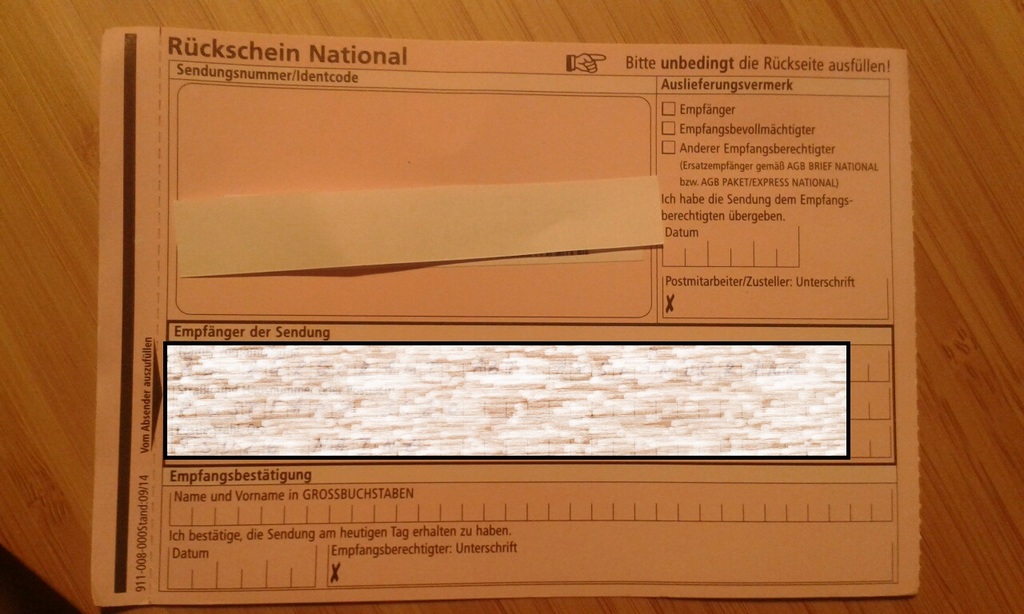 Rückschein National
Bitte unbedingt die Rückseite ausfüllen!
Sendungsnummer/Identcode
Auslieferungsvermerk
Empfänger
Empfangsbevollmächtigter
Anderer Empfangsberechtigter
(Ersatzempfänger gemäß AGB BRIEF NATIONAL
bzw. AGB PAKET/EXPRESS NATIONAL)
Ich habe die Sendung dem Empfangs-
berechtigten übergeben.
Datum
Postmitarbeiter/Zusteller: Unterschrift
X
Empfänger der Sendung
Vom Absender auszufüllen
Empfangsbestätigung
Name und Vorname in GROSSBUCHSTABEN
Ich bestätige, die Sendung am heutigen Tag erhalten zu haben.
Datum
Empfangsberechtigter: Unterschrift
X
911-008-000Stand:09/14